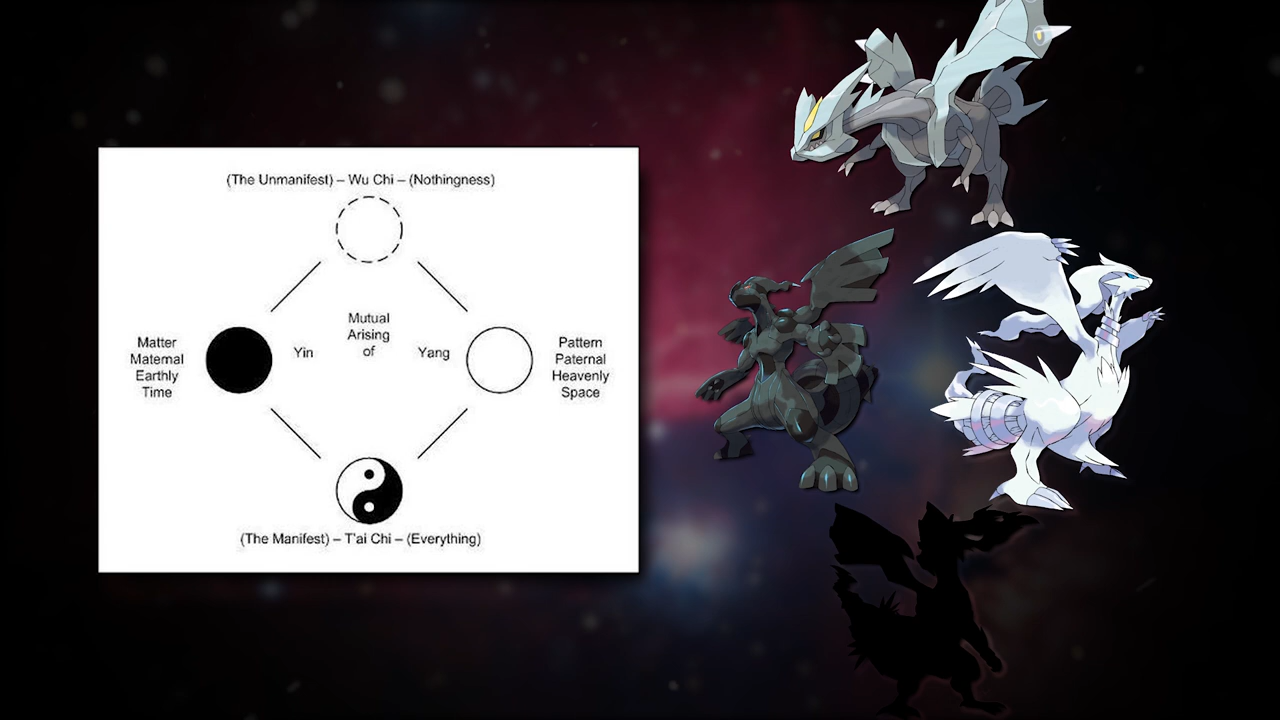 (The Unmanifest) – Wu Chi – (Nothingness)
Mutual
Arising
of
Matter
Maternal
Earthly
Time
Yin
Yang
Pattern
Paternal
Heavenly
Space
(The Manifest) – T'ai Chi – (Everything)